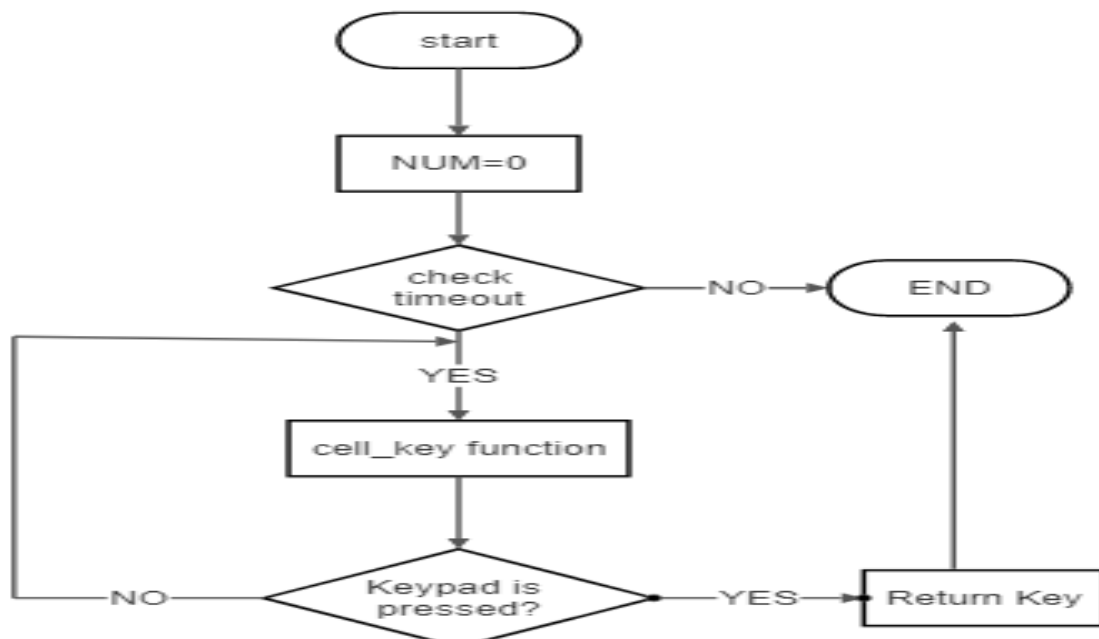 start
NUM=0
check
timeout
NO
END
YES
cell_key function
Keypad is
pressed?
NO
YES
Return Key